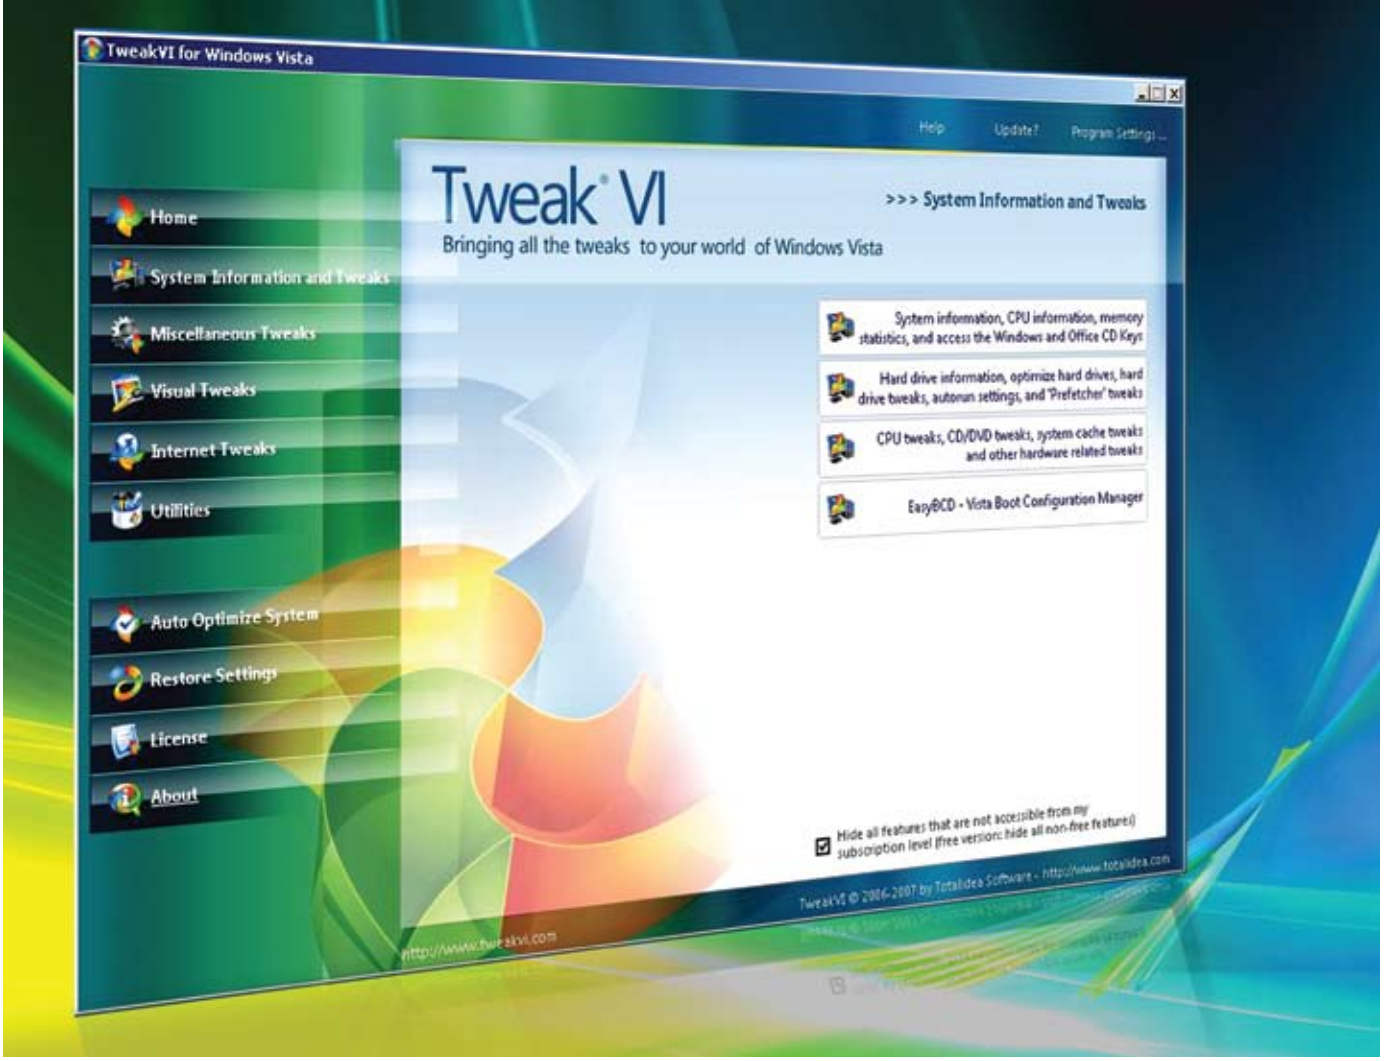 TweakVI for Windows Vista
Help
Update?
Program Settings ...
Tweak® VI
Bringing all the tweaks to your world of Windows Vista
>>> System Information and Tweaks
Home
System Information and Tweaks
Miscellaneous Tweaks
Visual Tweaks
Internet Tweaks
Utilities
Auto Optimize System
Restore Settings
License
About
System information, CPU information, memory
statistics, and access the Windows and Office CD Keys
Hard drive information, optimize hard drives, hard
drive tweaks, autorun settings, and "Prefetcher" tweaks
CPU tweaks, CD/DVD tweaks, system cache tweaks
and other hardware related tweaks
EasyBCD - Vista Boot Configuration Manager
Hide all features that are not accessible from my
subscription level (free version: hide all non-free features)
TweakVI © 2006-2007 by Totalidea Software - http://www.totalidea.com
http://www.tweakvi.com